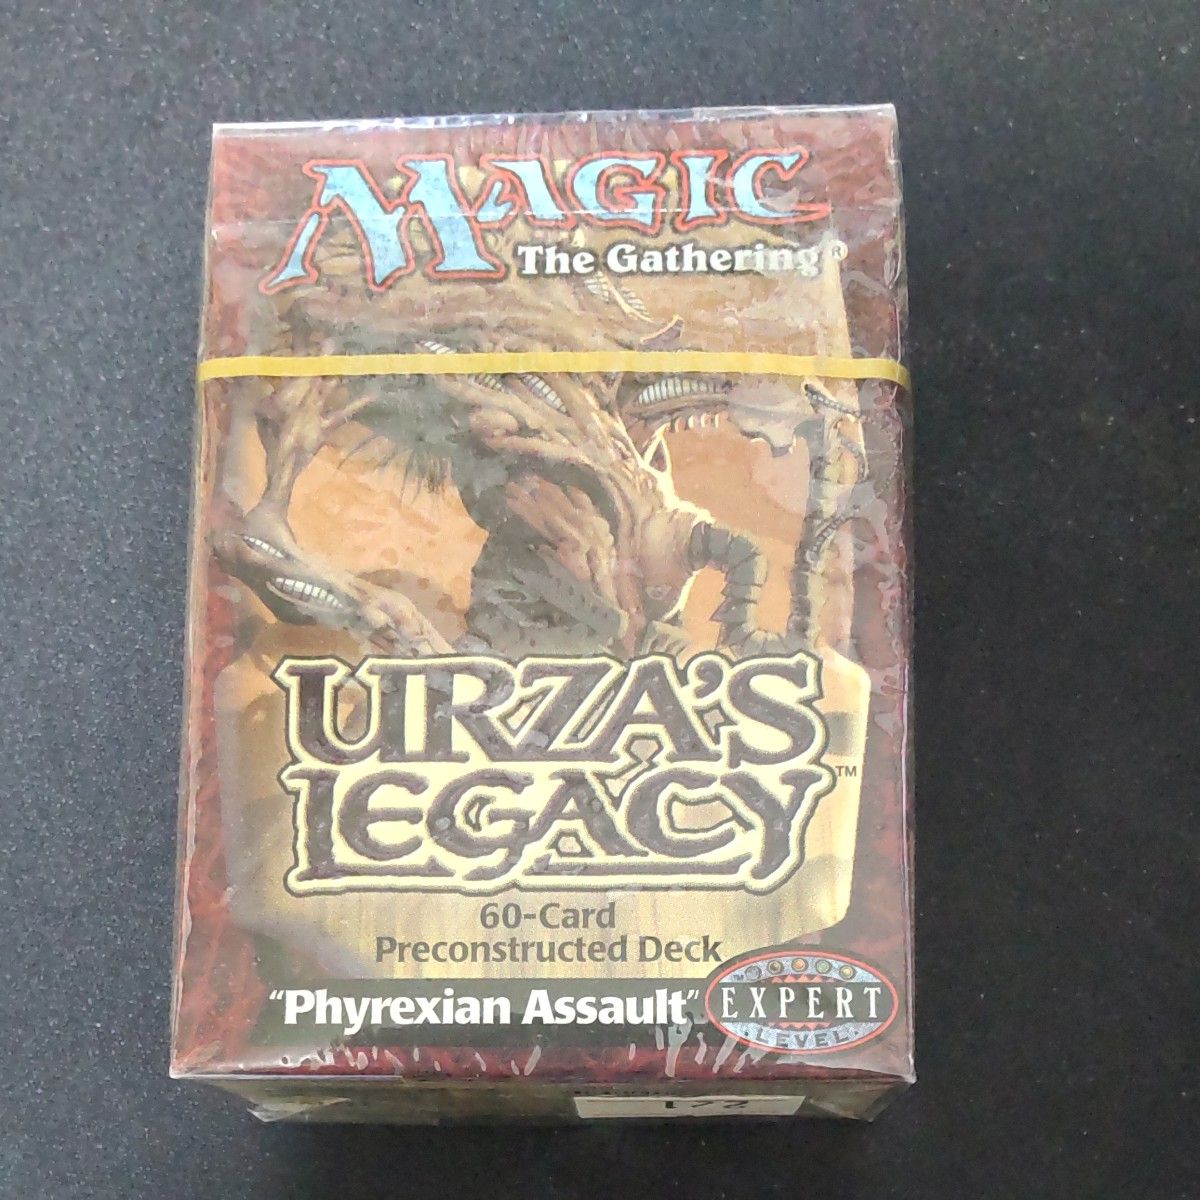 MAGIC
The Gathering®
URZA'S
LEGACY™
60-Card
Preconstructed Deck
"Phyrexian Assault"
EXPERT
LEVEL